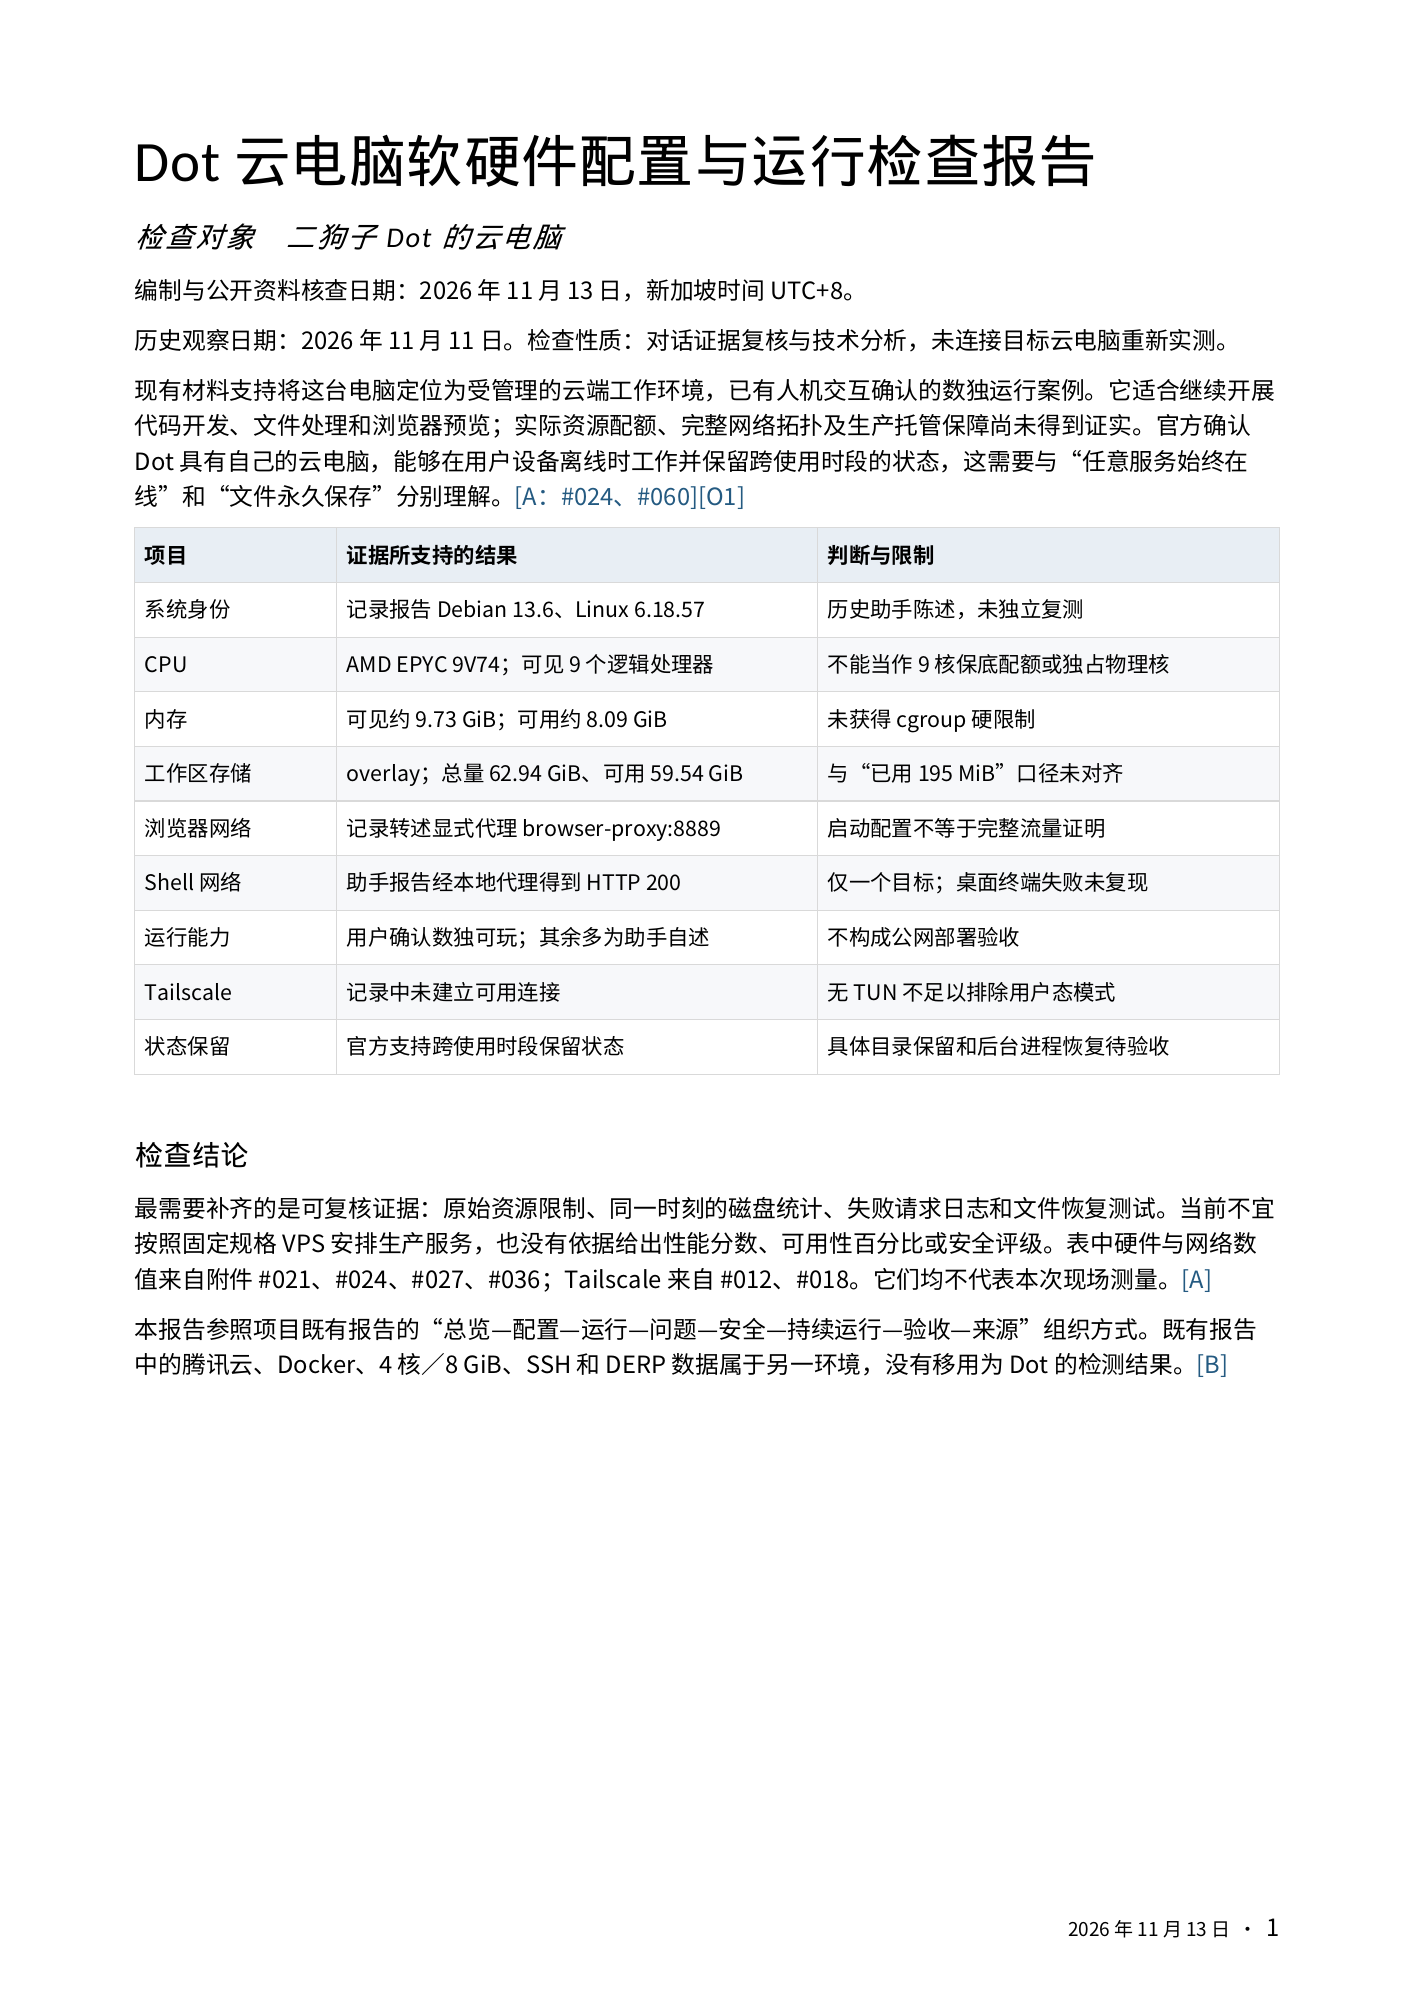 Dot 云电脑软硬件配置与运行检查报告
检查对象　二狗子 Dot 的云电脑
编制与公开资料核查日期：2026 年 11 月 13 日，新加坡时间 UTC+8。
历史观察日期：2026 年 11 月 11 日。检查性质：对话证据复核与技术分析，未连接目标云电脑重新实测。
现有材料支持将这台电脑定位为受管理的云端工作环境，已有人机交互确认的数独运行案例。它适合继续开展
代码开发、文件处理和浏览器预览；实际资源配额、完整网络拓扑及生产托管保障尚未得到证实。官方确认
Dot 具有自己的云电脑，能够在用户设备离线时工作并保留跨使用时段的状态，这需要与“任意服务始终在
线”和“文件永久保存”分别理解。[A：#024、#060][O1]
项目 证据所支持的结果 判断与限制
系统身份 记录报告 Debian 13.6、Linux 6.18.57 历史助手陈述，未独立复测
CPU AMD EPYC 9V74；可见 9 个逻辑处理器 不能当作 9 核保底配额或独占物理核
内存 可见约 9.73 GiB；可用约 8.09 GiB 未获得 cgroup 硬限制
工作区存储 overlay；总量 62.94 GiB、可用 59.54 GiB 与“已用 195 MiB”口径未对齐
浏览器网络 记录转述显式代理 browser-proxy:8889 启动配置不等于完整流量证明
Shell 网络 助手报告经本地代理得到 HTTP 200 仅一个目标；桌面终端失败未复现
运行能力 用户确认数独可玩；其余多为助手自述 不构成公网部署验收
Tailscale 记录中未建立可用连接 无 TUN 不足以排除用户态模式
状态保留 官方支持跨使用时段保留状态 具体目录保留和后台进程恢复待验收
检查结论
最需要补齐的是可复核证据：原始资源限制、同一时刻的磁盘统计、失败请求日志和文件恢复测试。当前不宜
按照固定规格 VPS 安排生产服务，也没有依据给出性能分数、可用性百分比或安全评级。表中硬件与网络数
值来自附件 #021、#024、#027、#036；Tailscale 来自 #012、#018。它们均不代表本次现场测量。[A]
本报告参照项目既有报告的“总览—配置—运行—问题—安全—持续运行—验收—来源”组织方式。既有报告
中的腾讯云、Docker、4 核／8 GiB、SSH 和 DERP 数据属于另一环境，没有移用为 Dot 的检测结果。[B]
2026 年 11 月 13 日 · 1